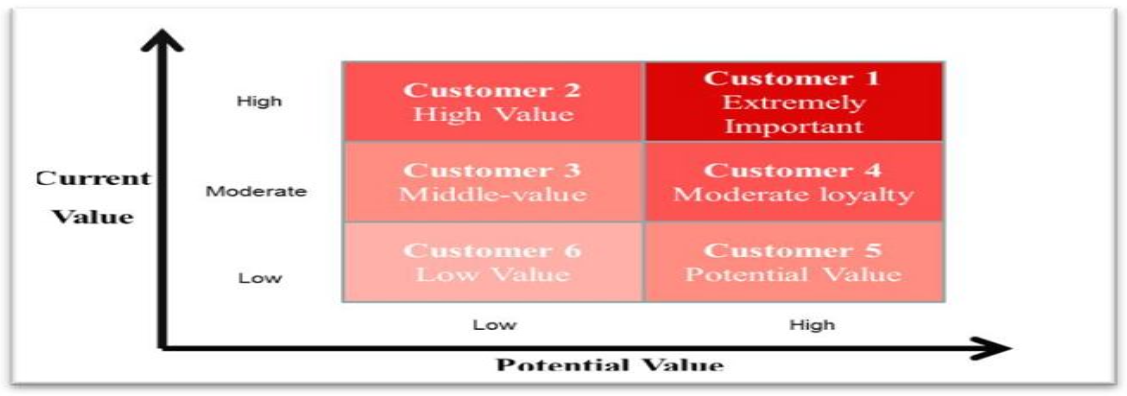 High
Customer 2
High Value
Customer 1
Extremely
Important
Current
Value
Moderate
Customer 3
Middle-value
Customer 4
Moderate loyalty
Low
Customer 6
Low Value
Customer 5
Potential Value
Low
High
Potential Value